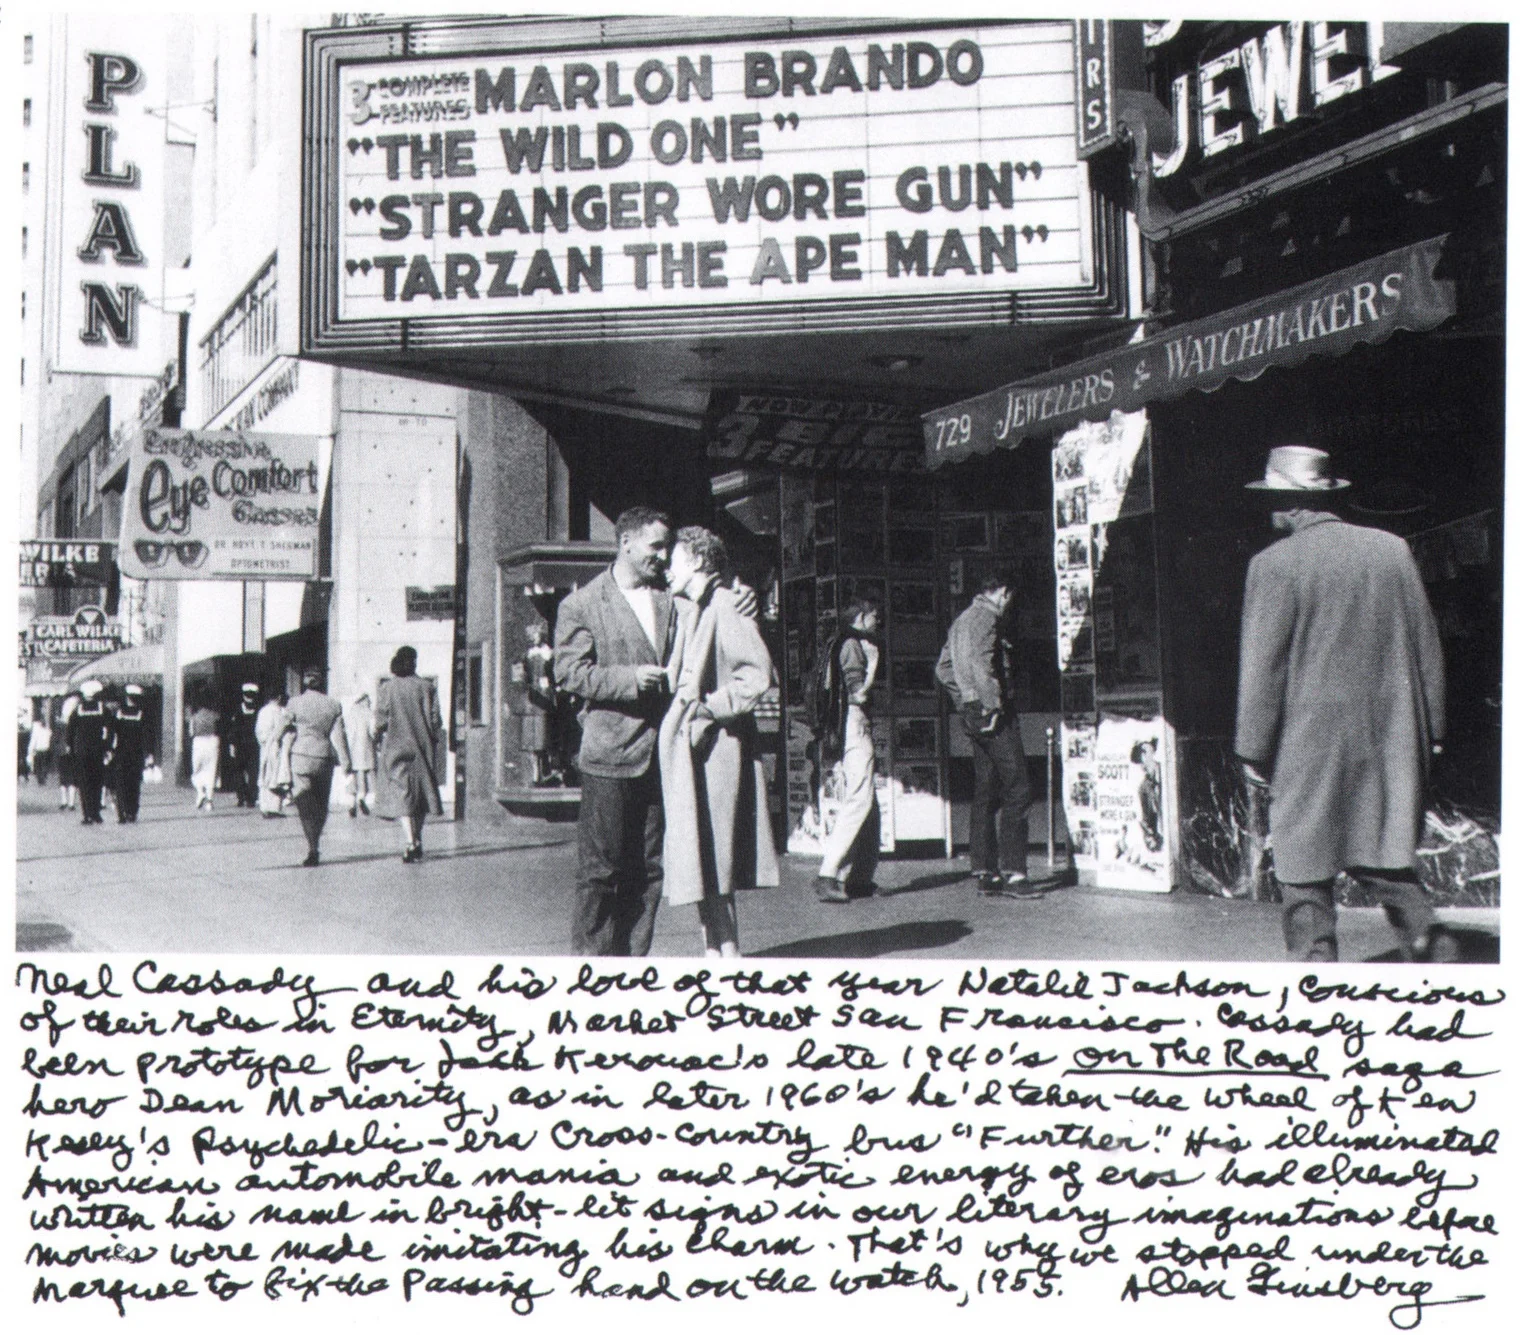 PLAN
3 COMPLETE FEATURES MARLON BRANDO
"THE WILD ONE"
"STRANGER WORE GUN"
"TARZAN THE APE MAN"
TRS
JEWEL
729 JEWELERS & WATCHMAKERS
3 BIG
FEATURES
eye Comfort
DR. HOYT T. SHERMAN
OPTOMETRIST
WILKE
CARL WILKE
CAFETERIA
SCOTT
STRANGER
WORE A GUN
Neal Cassady and his love of that year Natalie Jackson, conscious
of their roles in Eternity, Market Street San Francisco. Cassady had
been prototype for Jack Kerouac's late 1940's On The Road saga
hero Dean Moriarity, as in later 1960's he'd taken the wheel of Ken
Kesey's psychedelic-era cross-country bus "Further." His illuminated
American automobile mania and exotic energy of eros had already
written his name in bright-lit signs in our literary imaginations before
movies were made imitating his charm. That's why we stopped under the
marquee to fix the passing hand on the watch, 1955. Allen Ginsberg